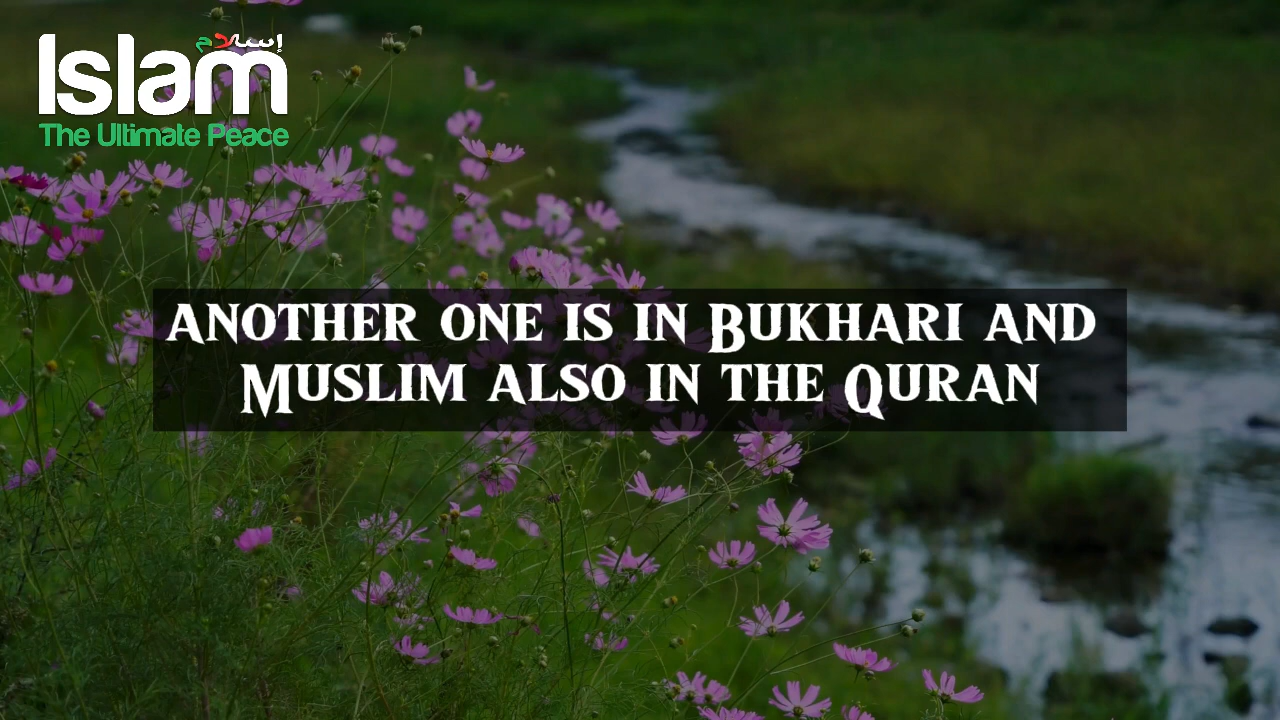 إسلام
Islam
The Ultimate Peace
ANOTHER ONE IS IN BUKHARI AND
MUSLIM ALSO IN THE QURAN